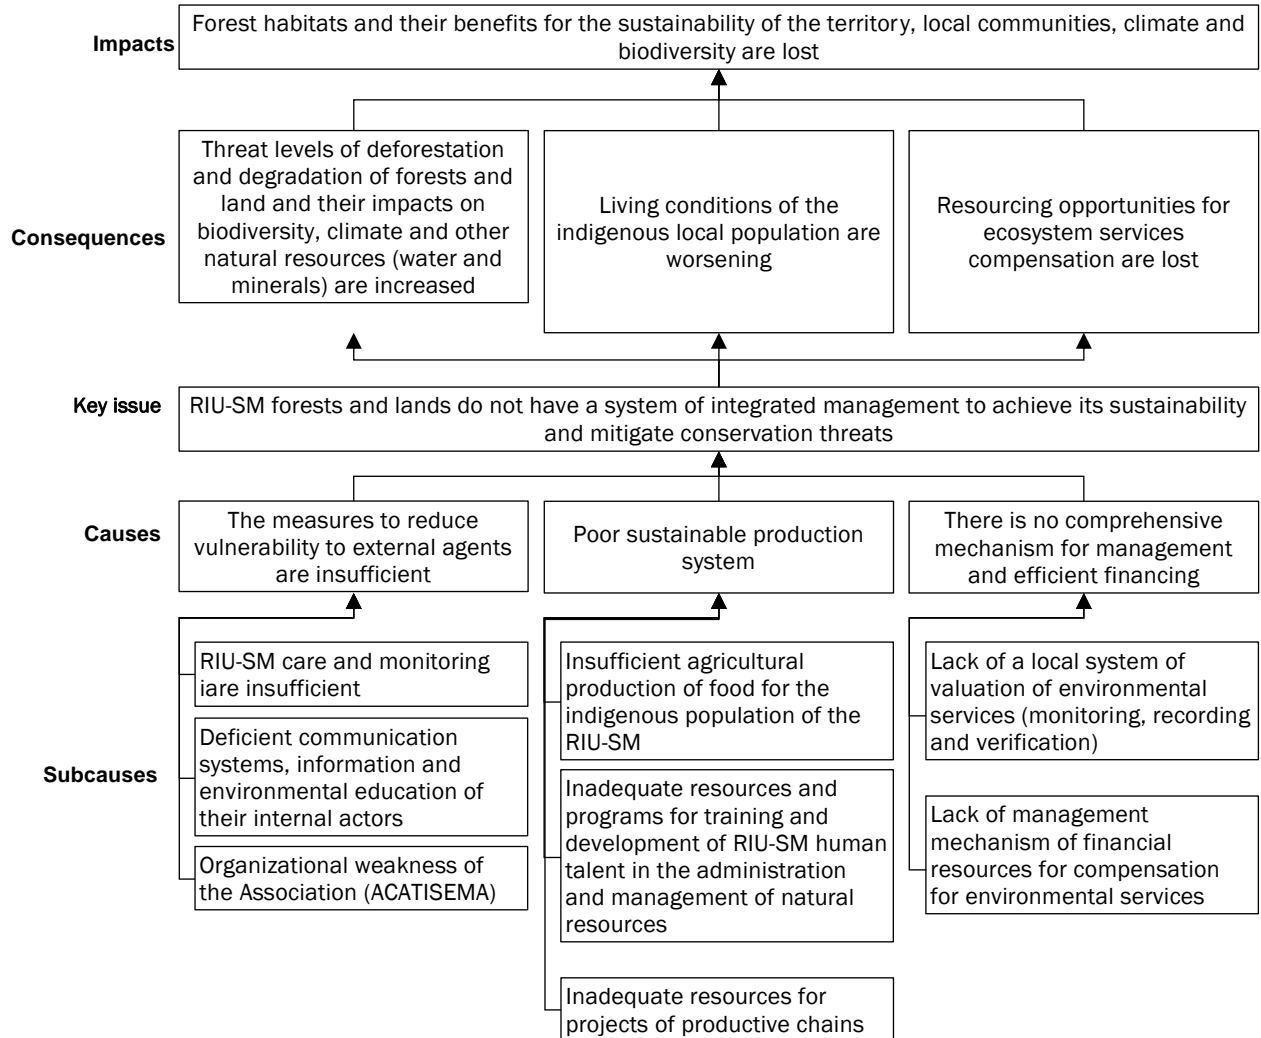 Impacts
Forest habitats and their benefits for the sustainability of the territory, local communities, climate and
biodiversity are lost
Consequences
Threat levels of deforestation
and degradation of forests and
land and their impacts on
biodiversity, climate and other
natural resources (water and
minerals) are increased
Living conditions of the
indigenous local population are
worsening
Resourcing opportunities for
ecosystem services
compensation are lost
Key issue
RIU-SM forests and lands do not have a system of integrated management to achieve its sustainability
and mitigate conservation threats
Causes
The measures to reduce
vulnerability to external agents
are insufficient
Poor sustainable production
system
There is no comprehensive
mechanism for management
and efficient financing
Subcauses
RIU-SM care and monitoring
iare insufficient
Deficient communication
systems, information and
environmental education of
their internal actors
Organizational weakness of
the Association (ACATISEMA)
Insufficient agricultural
production of food for the
indigenous population of the
RIU-SM
Inadequate resources and
programs for training and
development of RIU-SM human
talent in the administration
and management of natural
resources
Inadequate resources for
projects of productive chains
Lack of a local system of
valuation of environmental
services (monitoring, recording
and verification)
Lack of management
mechanism of financial
resources for compensation
for environmental services